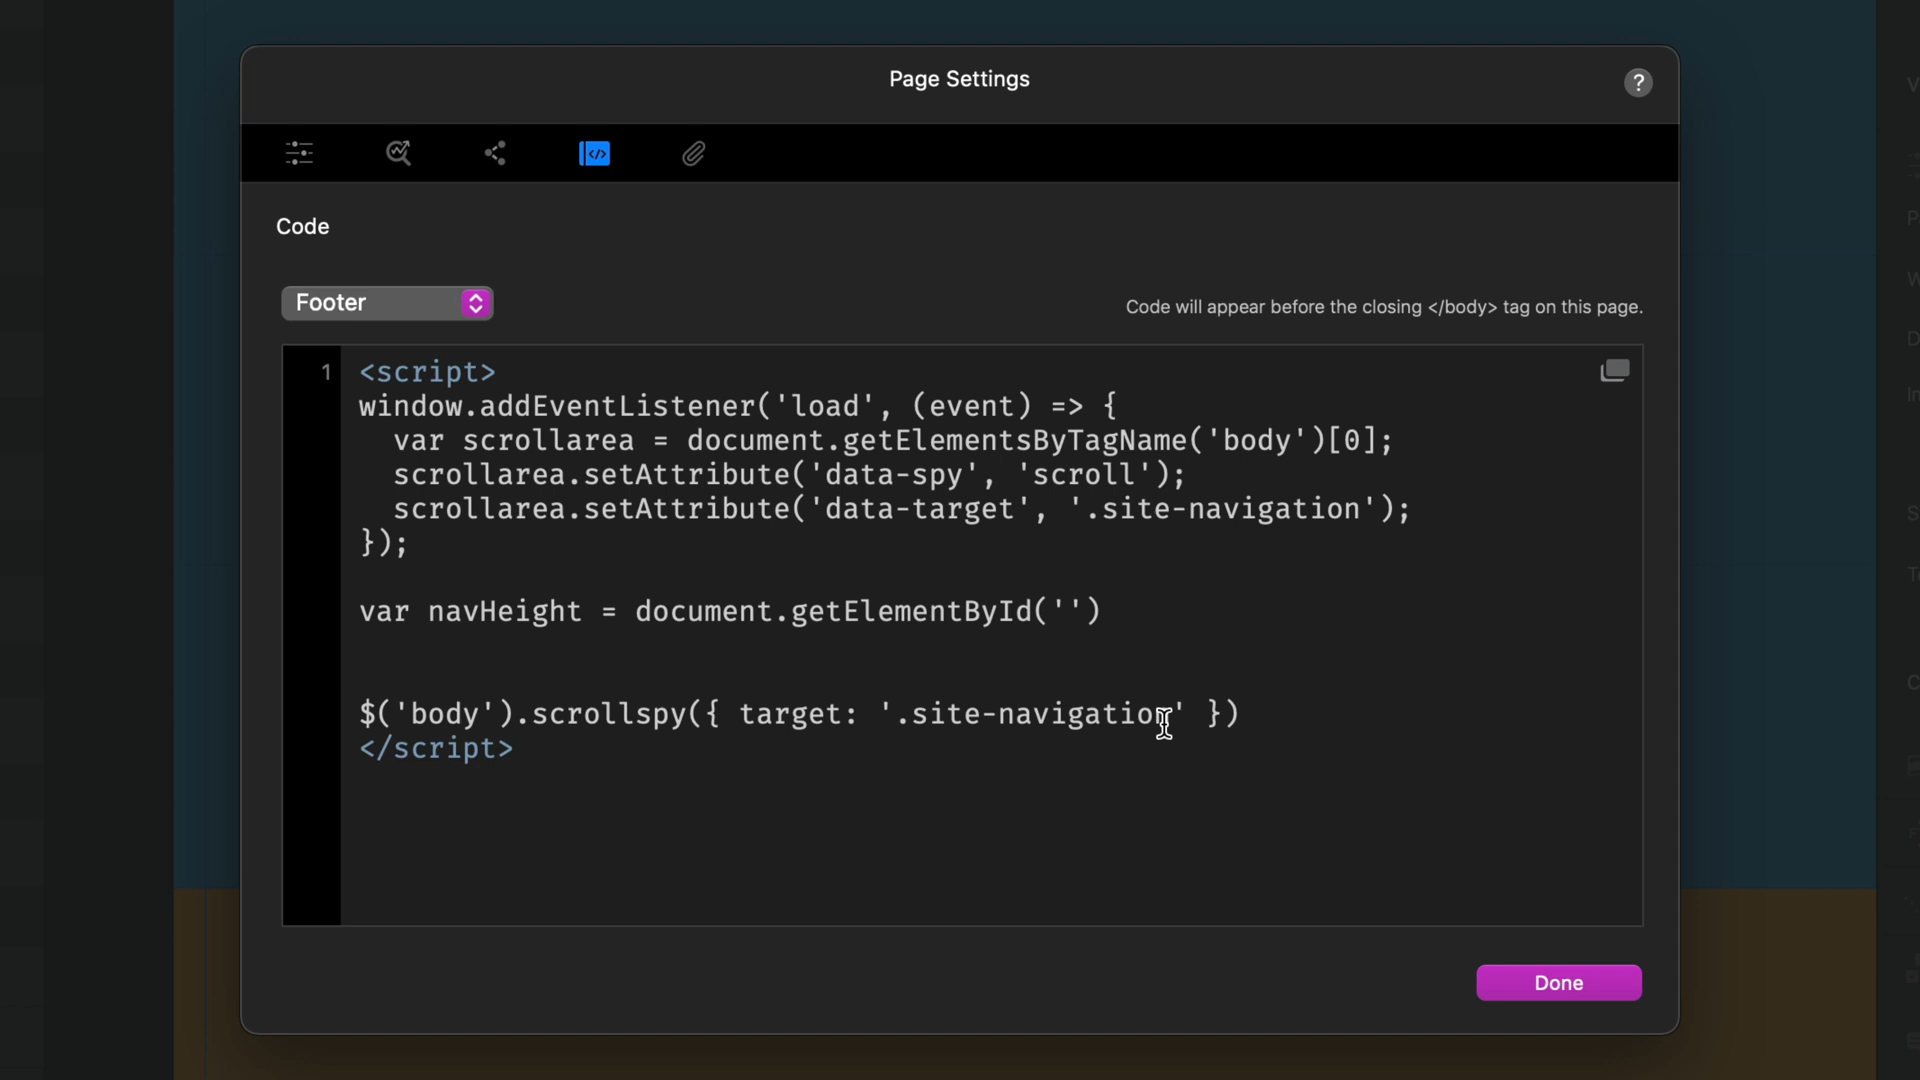 Page Settings
?
Code
Footer
Code will appear before the closing </body> tag on this page.
1
<script>
window.addEventListener('load', (event) => {
  var scrollarea = document.getElementsByTagName('body')[0];
  scrollarea.setAttribute('data-spy', 'scroll');
  scrollarea.setAttribute('data-target', '.site-navigation');
});
var navHeight = document.getElementById('')
$('body').scrollspy({ target: '.site-navigation' })
</script>
Done